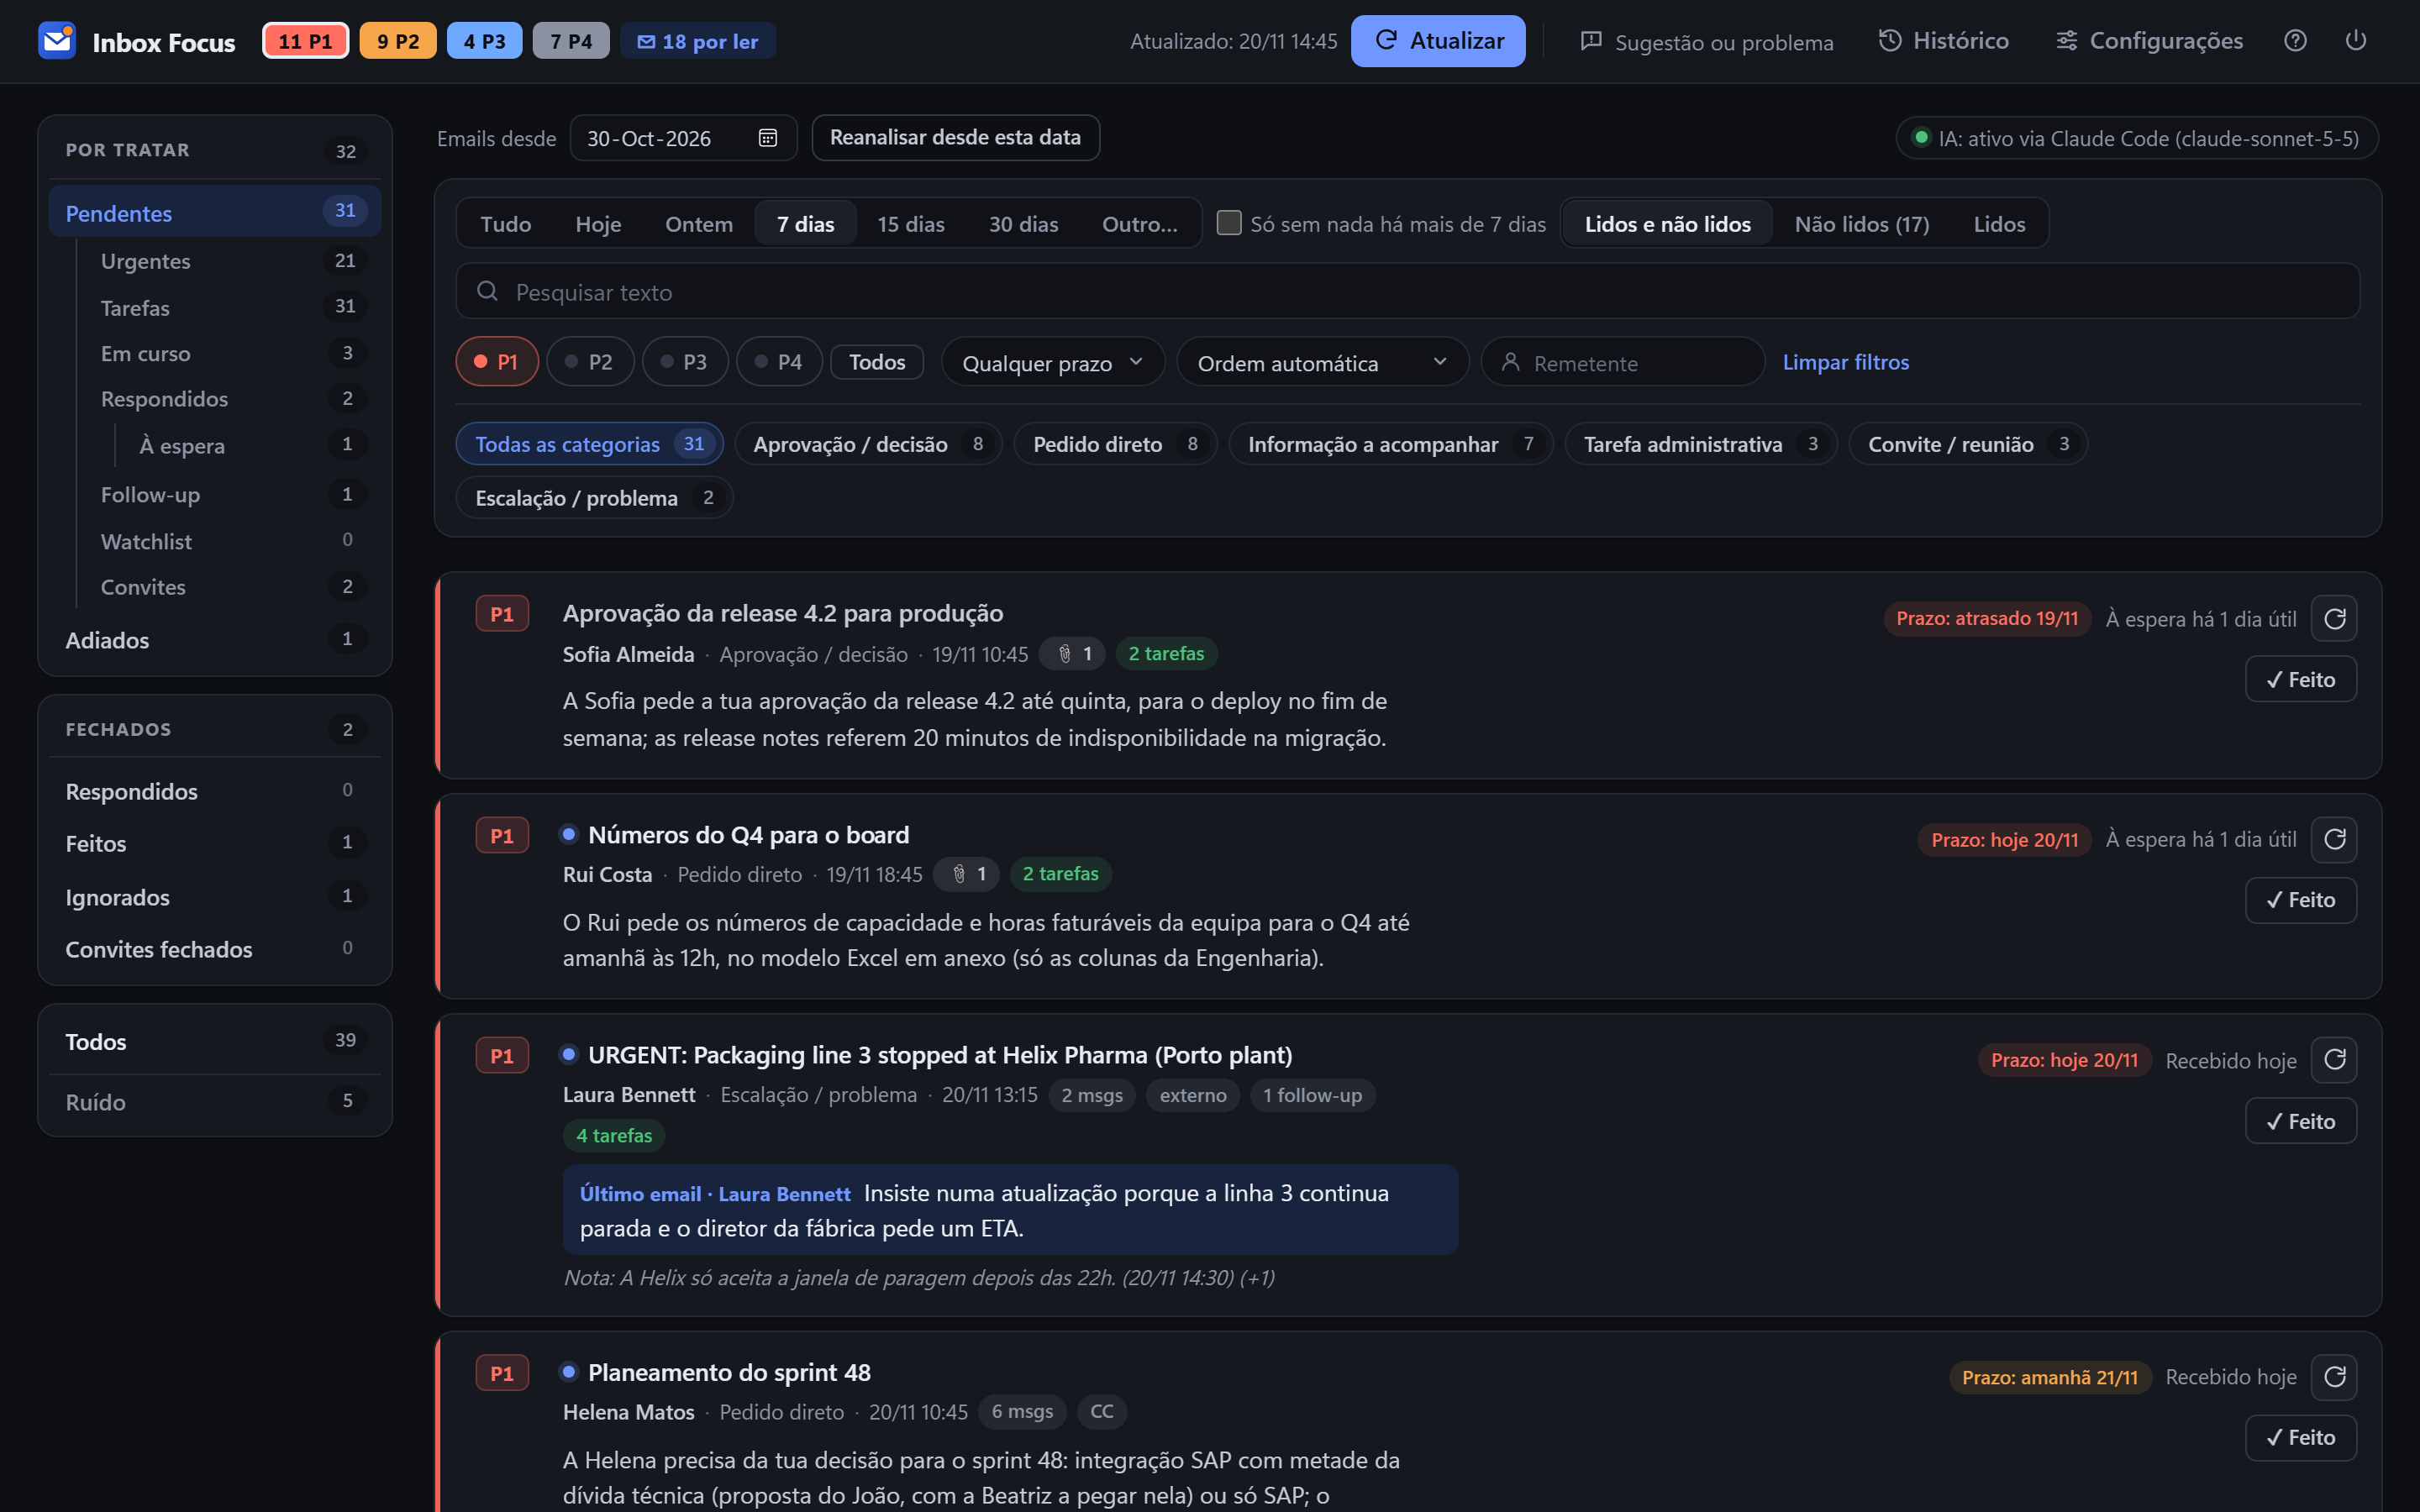 Inbox Focus 11 P1 9 P2 4 P3 7 P4 18 por ler Atualizado: 20/11 14:45 Atualizar Sugestão ou problema Histórico Configurações
POR TRATAR 32
Pendentes 31
Urgentes 21
Tarefas 31
Em curso 3
Respondidos 2
À espera 1
Follow-up 1
Watchlist 0
Convites 2
Adiados 1
FECHADOS 2
Respondidos 0
Feitos 1
Ignorados 1
Convites fechados 0
Todos 39
Ruído 5
Emails desde 30-Oct-2026 Reanalisar desde esta data IA: ativo via Claude Code (claude-sonnet-5-5)
Tudo Hoje Ontem 7 dias 15 dias 30 dias Outro... Só sem nada há mais de 7 dias Lidos e não lidos Não lidos (17) Lidos
Pesquisar texto
P1 P2 P3 P4 Todos Qualquer prazo Ordem automática Remetente Limpar filtros
Todas as categorias 31 Aprovação / decisão 8 Pedido direto 8 Informação a acompanhar 7 Tarefa administrativa 3 Convite / reunião 3
Escalação / problema 2
P1 Aprovação da release 4.2 para produção Prazo: atrasado 19/11 À espera há 1 dia útil
Sofia Almeida · Aprovação / decisão · 19/11 10:45 1 2 tarefas
✓ Feito
A Sofia pede a tua aprovação da release 4.2 até quinta, para o deploy no fim de
semana; as release notes referem 20 minutos de indisponibilidade na migração.
P1 Números do Q4 para o board Prazo: hoje 20/11 À espera há 1 dia útil
Rui Costa · Pedido direto · 19/11 18:45 1 2 tarefas
✓ Feito
O Rui pede os números de capacidade e horas faturáveis da equipa para o Q4 até
amanhã às 12h, no modelo Excel em anexo (só as colunas da Engenharia).
P1 URGENT: Packaging line 3 stopped at Helix Pharma (Porto plant) Prazo: hoje 20/11 Recebido hoje
Laura Bennett · Escalação / problema · 20/11 13:15 2 msgs externo 1 follow-up
✓ Feito
4 tarefas
Último email · Laura Bennett Insiste numa atualização porque a linha 3 continua
parada e o diretor da fábrica pede um ETA.
Nota: A Helix só aceita a janela de paragem depois das 22h. (20/11 14:30) (+1)
P1 Planeamento do sprint 48 Prazo: amanhã 21/11 Recebido hoje
Helena Matos · Pedido direto · 20/11 10:45 6 msgs CC
✓ Feito
A Helena precisa da tua decisão para o sprint 48: integração SAP com metade da
dívida técnica (proposta do João, com a Beatriz a pegar nela) ou só SAP; o